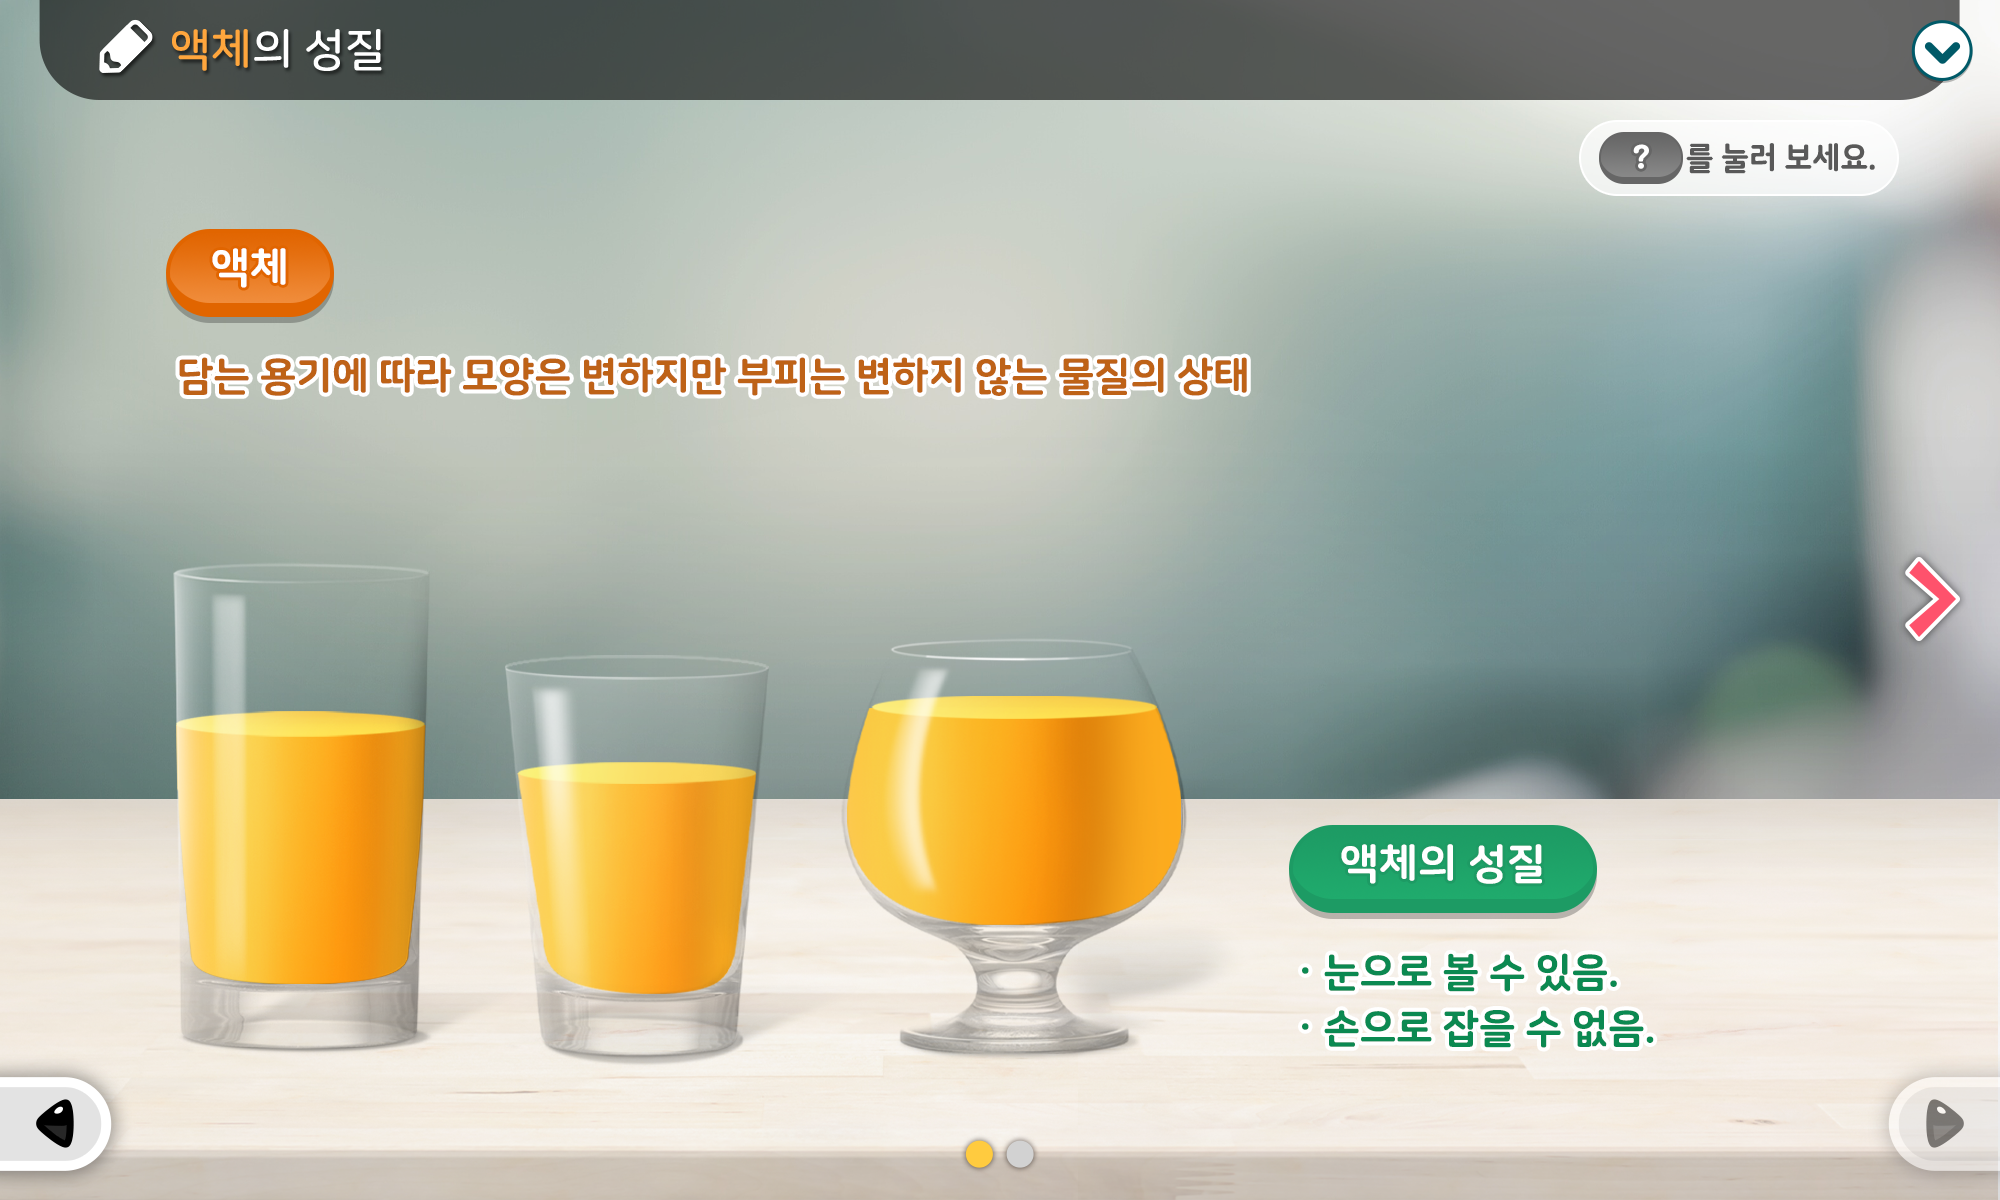 액체의 성질
?를 눌러 보세요.
액체
담는 용기에 따라 모양은 변하지만 부피는 변하지 않는 물질의 상태
액체의 성질
· 눈으로 볼 수 있음.
· 손으로 잡을 수 없음.